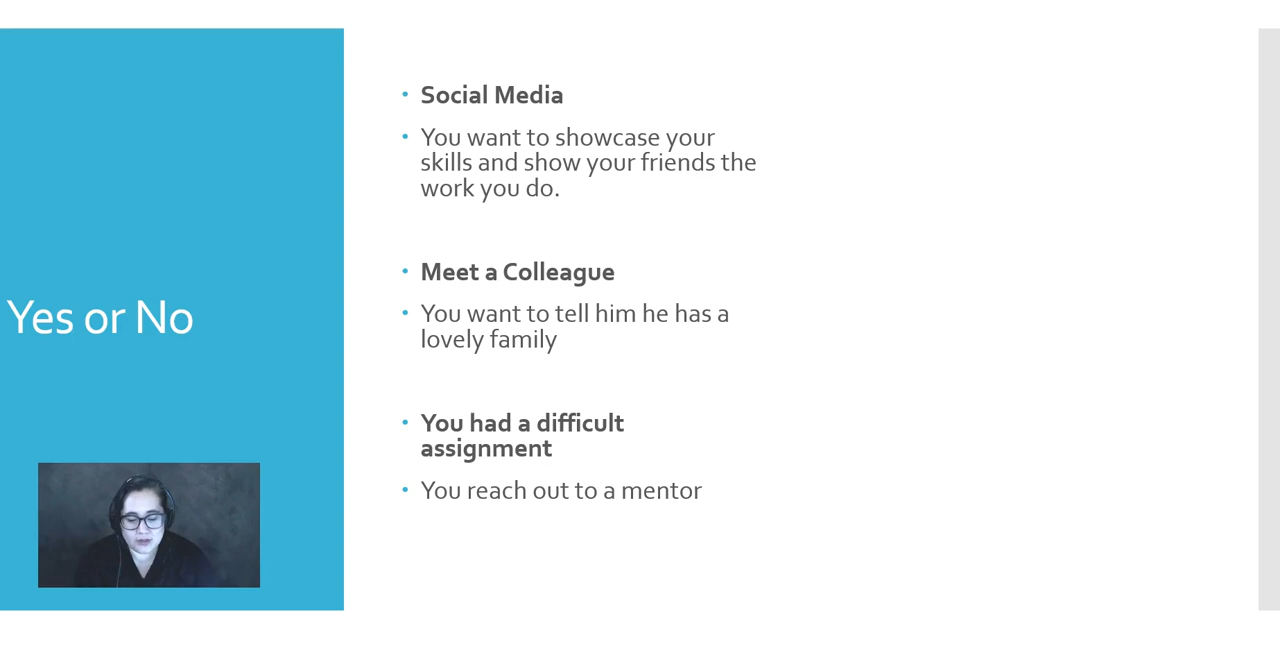 Yes or No
Social Media
You want to showcase your
skills and show your friends the
work you do.
Meet a Colleague
You want to tell him he has a
lovely family
You had a difficult
assignment
You reach out to a mentor